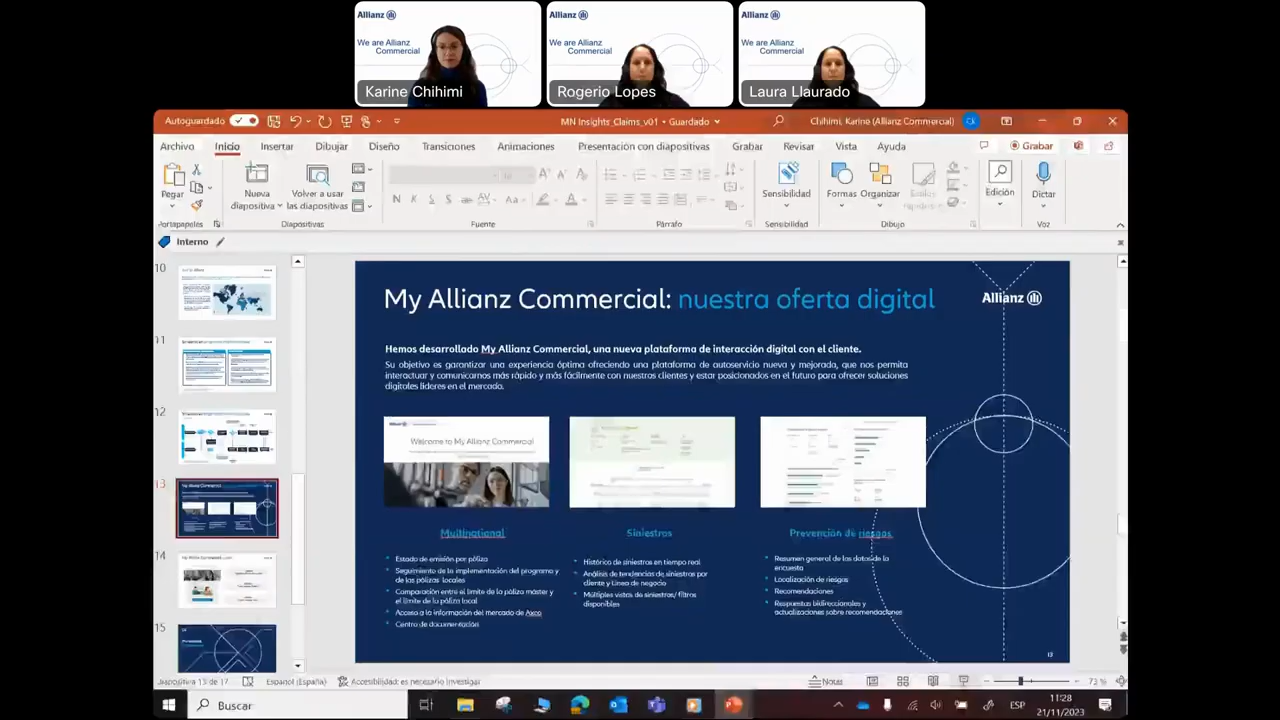 Allianz
We are Allianz
Commercial
Karine Chihimi
Allianz
We are Allianz
Commercial
Rogerio Lopes
Allianz
We are Allianz
Commercial
Laura Llaurado
Autoguardado
MN Insights_Claims_v01 • Guardado
Chihimi, Karine (Allianz Commercial)
Archivo Inicio Insertar Dibujar Diseño Transiciones Animaciones Presentación con diapositivas Grabar Revisar Vista Ayuda
Grabar
Pegar
Nueva
diapositiva
Volver a usar
las diapositivas
N K S
Aa
Sensibilidad
Formas
Organizar
Estilos
rápidos
Edición
Dictar
Portapapeles Diapositivas Fuente Párrafo Sensibilidad Dibujo Voz
Interno
10
11
12
13
14
15
My Allianz Commercial: nuestra oferta digital
Allianz
Hemos desarrollado My Allianz Commercial, una nueva plataforma de interacción digital con el cliente.
Su objetivo es garantizar una experiencia óptima ofreciendo una plataforma de autoservicio nueva y mejorada, que nos permita
interactuar y comunicarnos más rápido y más fácilmente con nuestros clientes y estar posicionados en el futuro para ofrecer soluciones
digitales líderes en el mercado.
Welcome to My Allianz Commercial
Multinational
Estado de emisión por póliza
Seguimiento de la implementación del programa y
de las pólizas locales
Comparación entre el límite de la póliza máster y
el límite de la póliza local
Acceso a la información del mercado de Axco
Centro de documentación
Siniestros
Histórico de siniestros en tiempo real
Análisis de tendencias de siniestros por
cliente y Línea de negocio
Múltiples vistas de siniestros/ filtros
disponibles
Prevención de riesgos
Resumen general de los datos de la
encuesta
Localización de riesgos
Recomendaciones
Respuestas bidireccionales y
actualizaciones sobre recomendaciones
13
Diapositiva 13 de 17
Español (España)
Accesibilidad: es necesario investigar
Notas
73 %
Buscar
ESP
11:28
21/11/2023